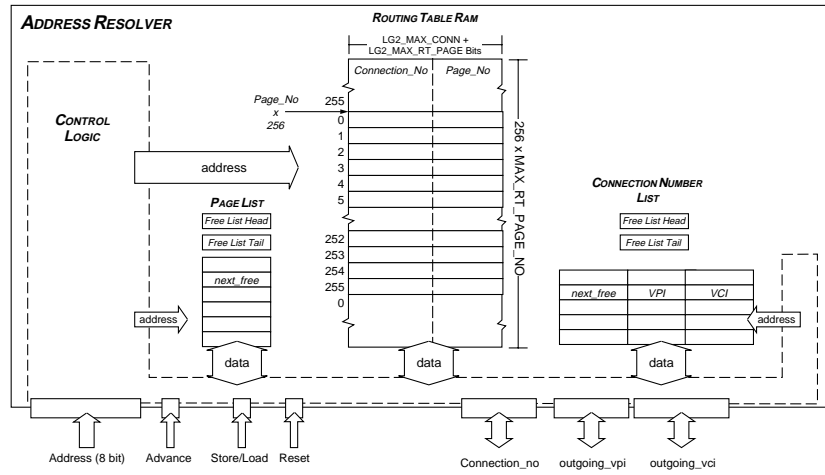 ADDRESS RESOLVER
ROUTING TABLE RAM
LG2_MAX_CONN +
LG2_MAX_RT_PAGE Bits
Connection_No
Page_No
CONTROL
LOGIC
Page_No
x
256
255
0
1
2
3
4
5
252
253
254
255
0
256 x MAX_RT_PAGE_NO
address
PAGE LIST
Free List Head
Free List Tail
next_free
address
data
data
CONNECTION NUMBER
LIST
Free List Head
Free List Tail
next_free
VPI
VCI
address
data
Address (8 bit)
Advance
Store/Load
Reset
Connection_no
outgoing_vpi
outgoing_vci